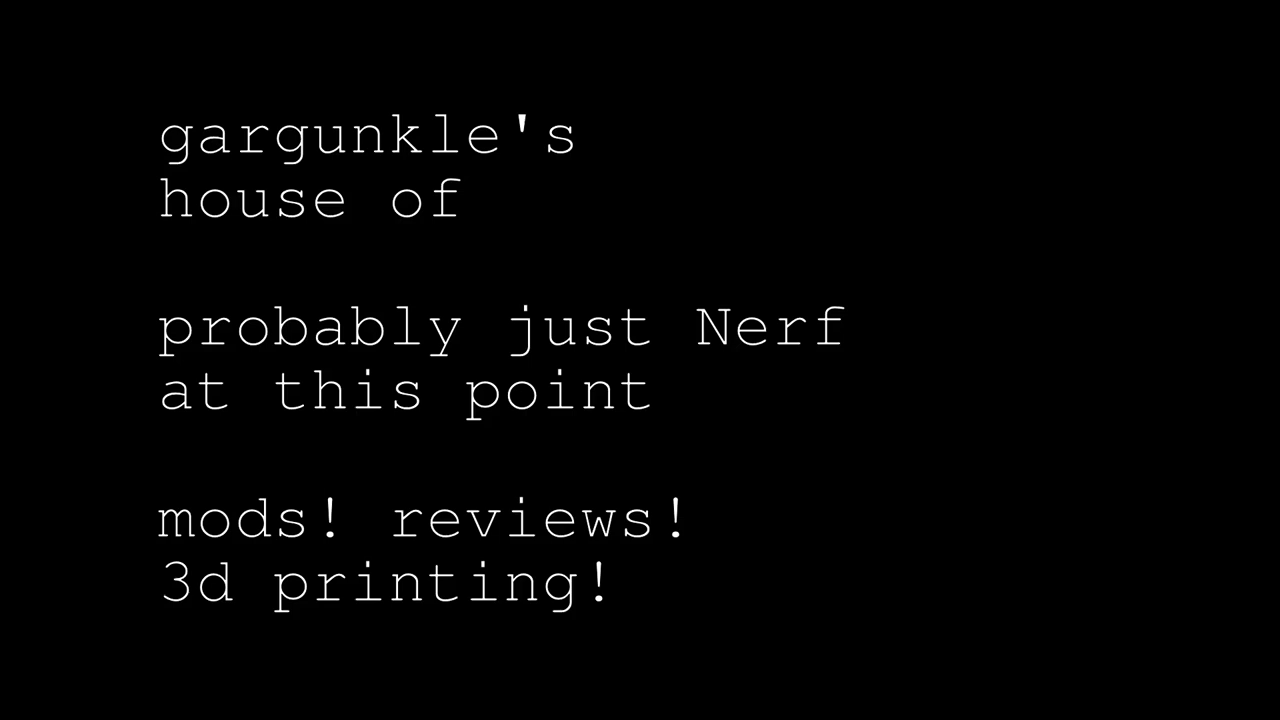 gargunkle's
house of
probably just Nerf
at this point
mods! reviews!
3d printing!